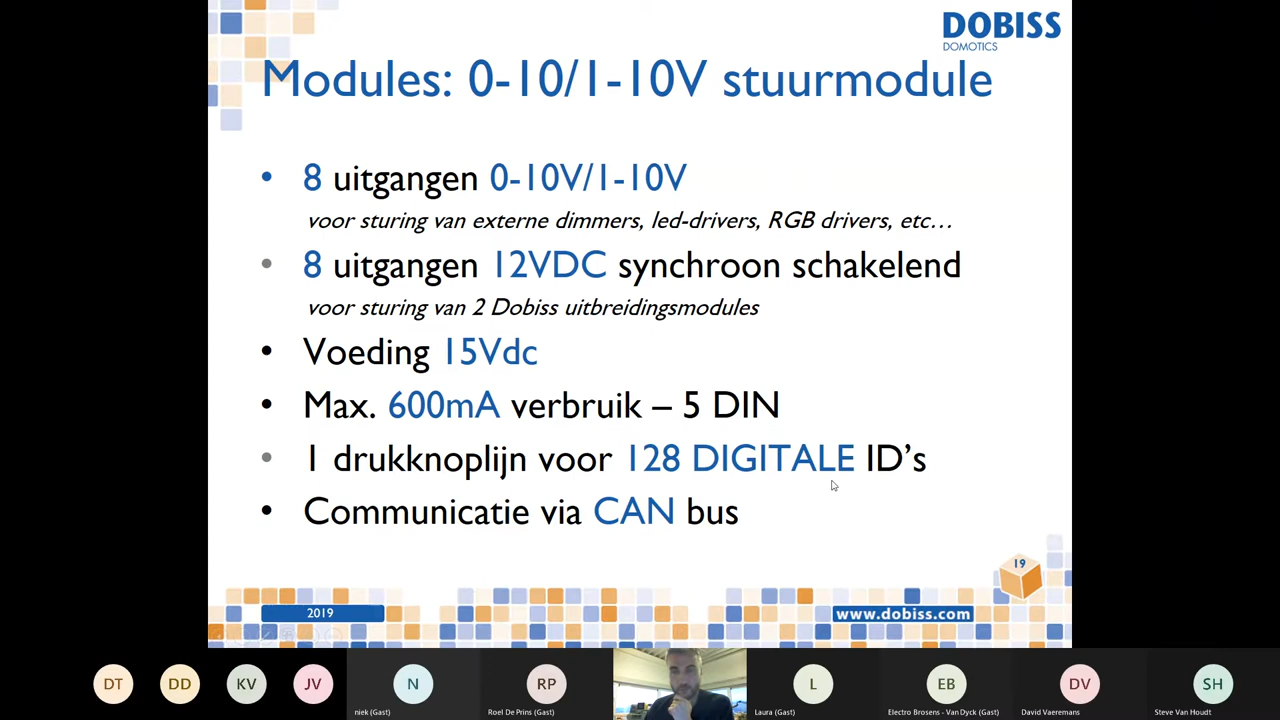 DOBISS
DOMOTICS
Modules: 0-10/1-10V stuurmodule
• 8 uitgangen 0-10V/1-10V
voor sturing van externe dimmers, led-drivers, RGB drivers, etc…
• 8 uitgangen 12VDC synchroon schakelend
voor sturing van 2 Dobiss uitbreidingsmodules
• Voeding 15Vdc
• Max. 600mA verbruik – 5 DIN
• 1 drukknoplijn voor 128 DIGITALE ID's
• Communicatie via CAN bus
19
2019
www.dobiss.com
DT DD KV JV N RP L EB DV SH
niek (Gast) Roel De Prins (Gast) Laura (Gast) Electro Brosens - Van Dyck (Gast) David Vaeremans Steve Van Houdt